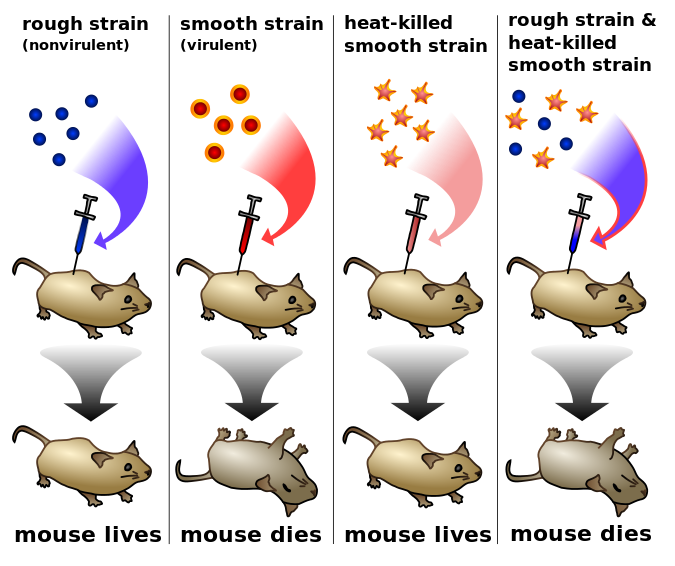 rough strain
(nonvirulent)
smooth strain
(virulent)
heat-killed
smooth strain
rough strain &
heat-killed
smooth strain
mouse lives
mouse dies
mouse lives
mouse dies